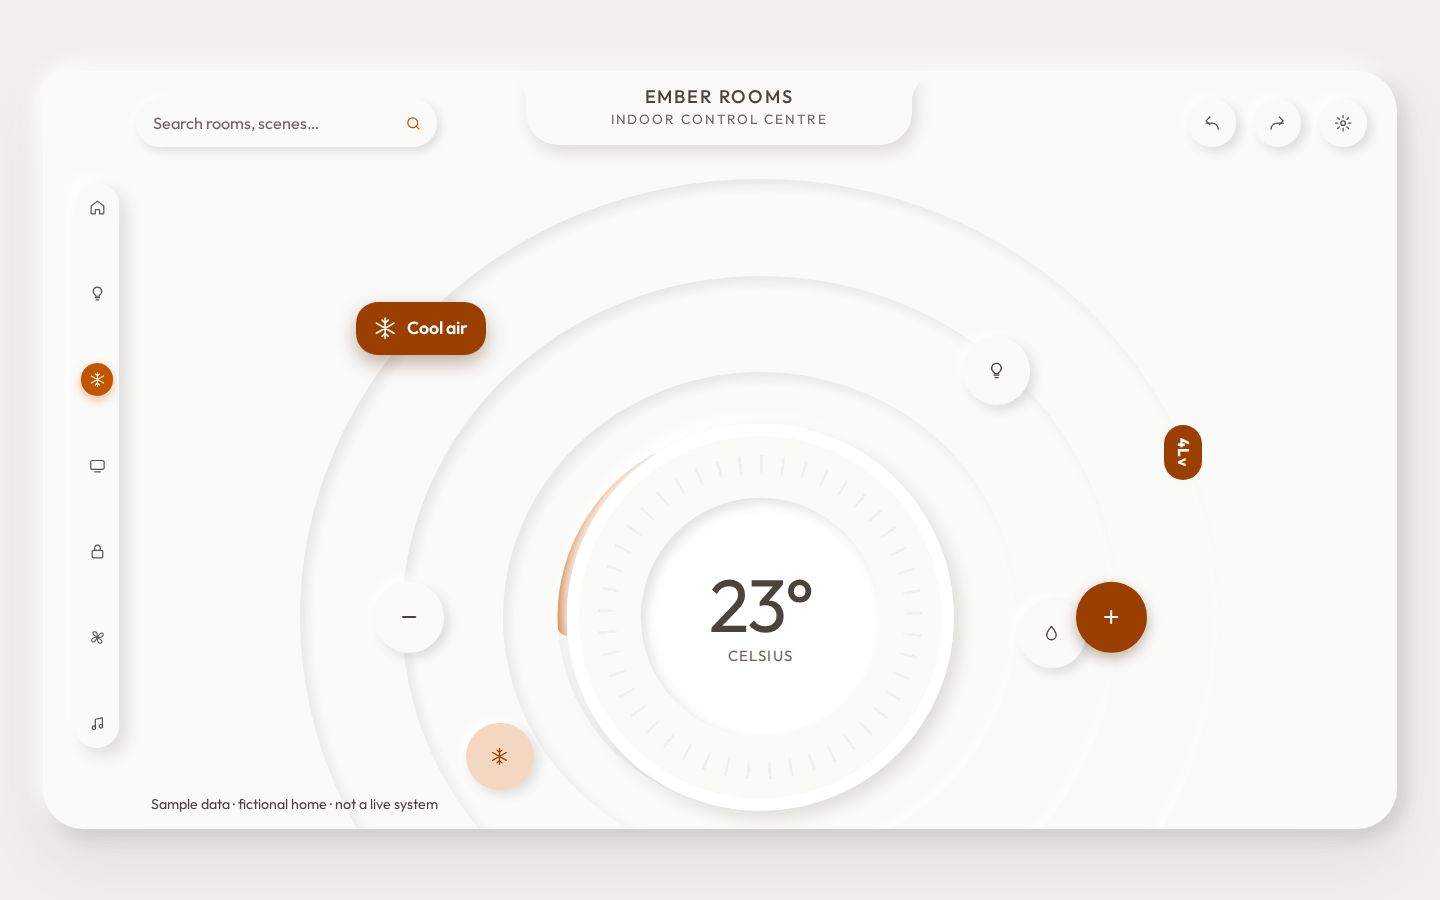 EMBER ROOMS
INDOOR CONTROL CENTRE
Search rooms, scenes...
Cool air
4Lv
23°
CELSIUS
Sample data · fictional home · not a live system